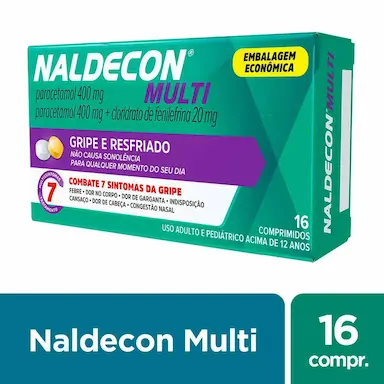 NALDECON®
MULTI
EMBALAGEM
ECONÔMICA
paracetamol 400 mg
paracetamol 400 mg + cloridrato de fenilefrina 20 mg
GRIPE E RESFRIADO
NÃO CAUSA SONOLÊNCIA
PARA QUALQUER MOMENTO DO SEU DIA
7
COMBATE 7 SINTOMAS DA GRIPE
FEBRE • DOR NO CORPO • DOR DE GARGANTA • INDISPOSIÇÃO
CANSAÇO • DOR DE CABEÇA • CONGESTÃO NASAL
16
COMPRIMIDOS
USO ADULTO E PEDIÁTRICO ACIMA DE 12 ANOS
Naldecon Multi
16
compr.